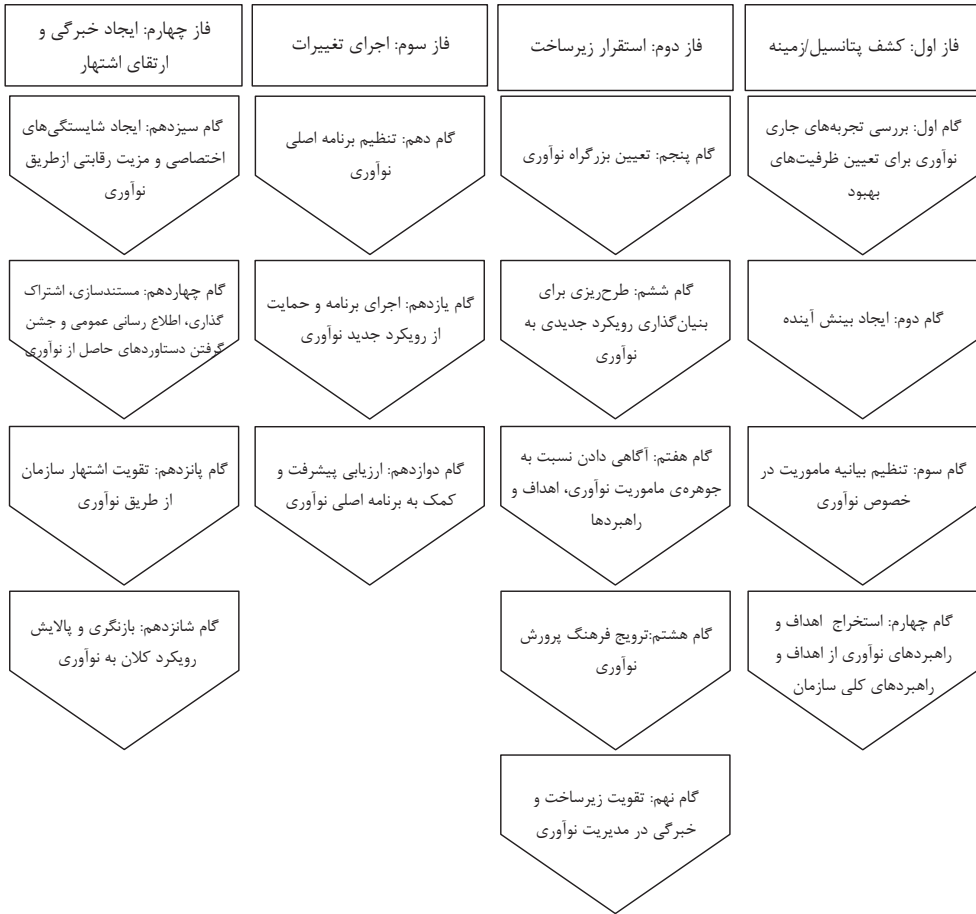 فاز اول: کشف پتانسیل/زمینه
گام اول: بررسی تجربه‌های جاری
نوآوری برای تعیین ظرفیت‌های
بهبود
گام دوم: ایجاد بینش آینده
گام سوم: تنظیم بیانیه ماموریت در
خصوص نوآوری
گام چهارم: استخراج اهداف و
راهبردهای نوآوری از اهداف و
راهبردهای کلی سازمان
فاز دوم: استقرار زیرساخت
گام پنجم: تعیین بزرگراه نوآوری
گام ششم: طرح‌ریزی برای
بنیان‌گذاری رویکرد جدیدی به
نوآوری
گام هفتم: آگاهی دادن نسبت به
جوهره‌ی ماموریت نوآوری، اهداف و
راهبردها
گام هشتم:ترویج فرهنگ پرورش
نوآوری
گام نهم: تقویت زیرساخت و
خبرگی در مدیریت نوآوری
فاز سوم: اجرای تغییرات
گام دهم: تنظیم برنامه اصلی
نوآوری
گام یازدهم: اجرای برنامه و حمایت
از رویکرد جدید نوآوری
گام دوازدهم: ارزیابی پیشرفت و
کمک به برنامه اصلی نوآوری
فاز چهارم: ایجاد خبرگی و
ارتقای اشتهار
گام سیزدهم: ایجاد شایستگی‌های
اختصاصی و مزیت رقابتی ازطریق
نوآوری
گام چهاردهم: مستندسازی، اشتراک
گذاری، اطلاع رسانی عمومی و جشن
گرفتن دستاوردهای حاصل از نوآوری
گام پانزدهم: تقویت اشتهار سازمان
از طریق نوآوری
گام شانزدهم: بازنگری و پالایش
رویکرد کلان به نوآوری